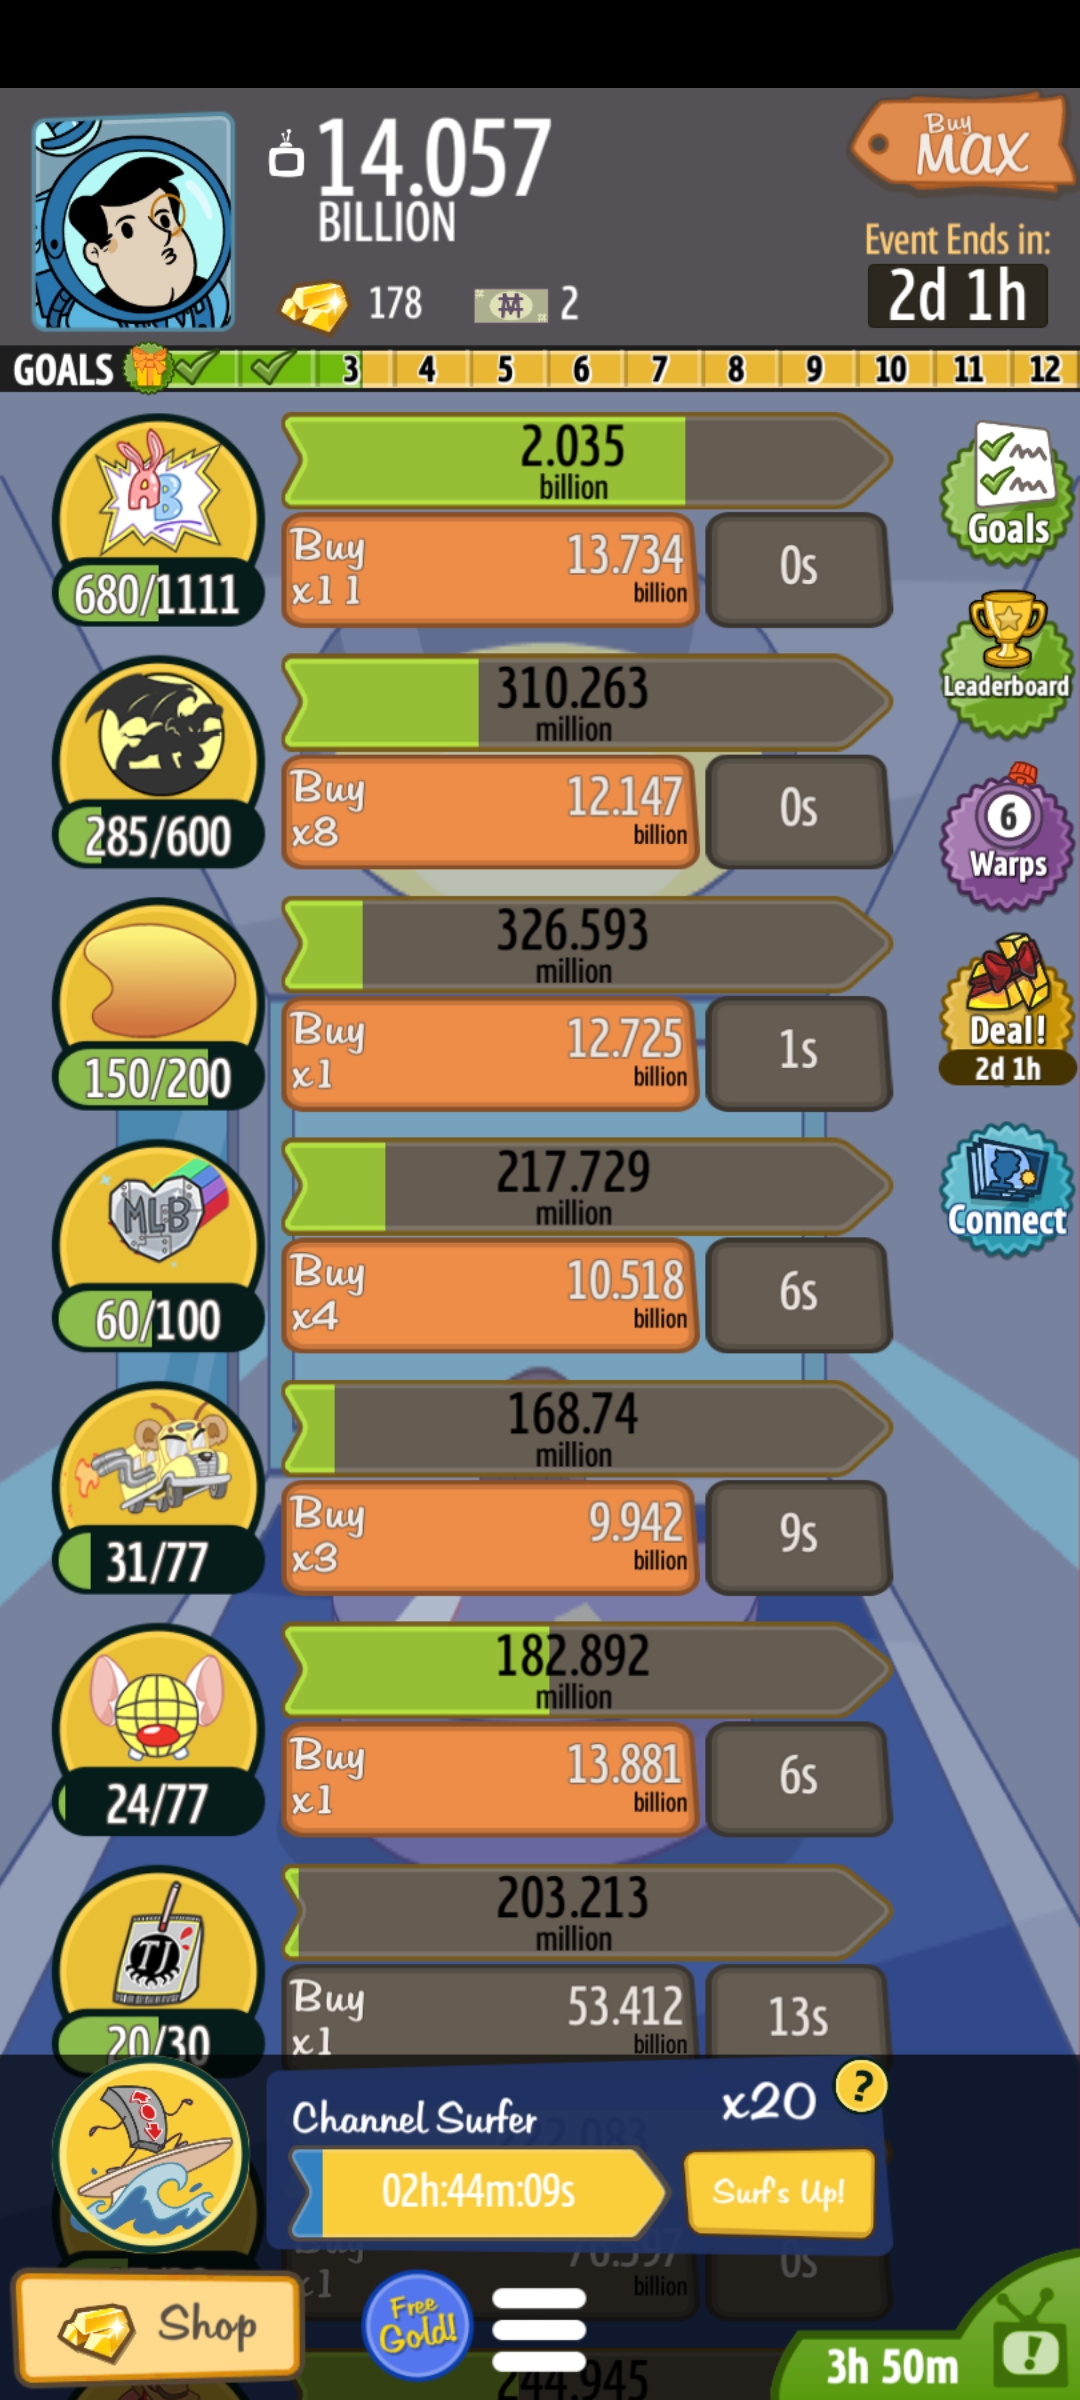 14.057
BILLION
Buy
MAX
Event Ends in:
2d 1h
178
2
GOALS
3
4
5
6
7
8
9
10
11
12
AB
680/1111
2.035
billion
Buy
x11
13.734
billion
0s
Goals
285/600
310.263
million
Buy
x8
12.147
billion
0s
Leaderboard
6
Warps
150/200
326.593
million
Buy
x1
12.725
billion
1s
Deal!
2d 1h
MLB
60/100
217.729
million
Buy
x4
10.518
billion
6s
Connect
31/77
168.74
million
Buy
x3
9.942
billion
9s
24/77
182.892
million
Buy
x1
13.881
billion
6s
TJ
20/30
203.213
million
Buy
x1
53.412
billion
13s
Channel Surfer
x20
?
02h:44m:09s
Surf's Up!
Buy
x1
76.397
billion
0s
Shop
Free
Gold!
3h 50m
!
244.945